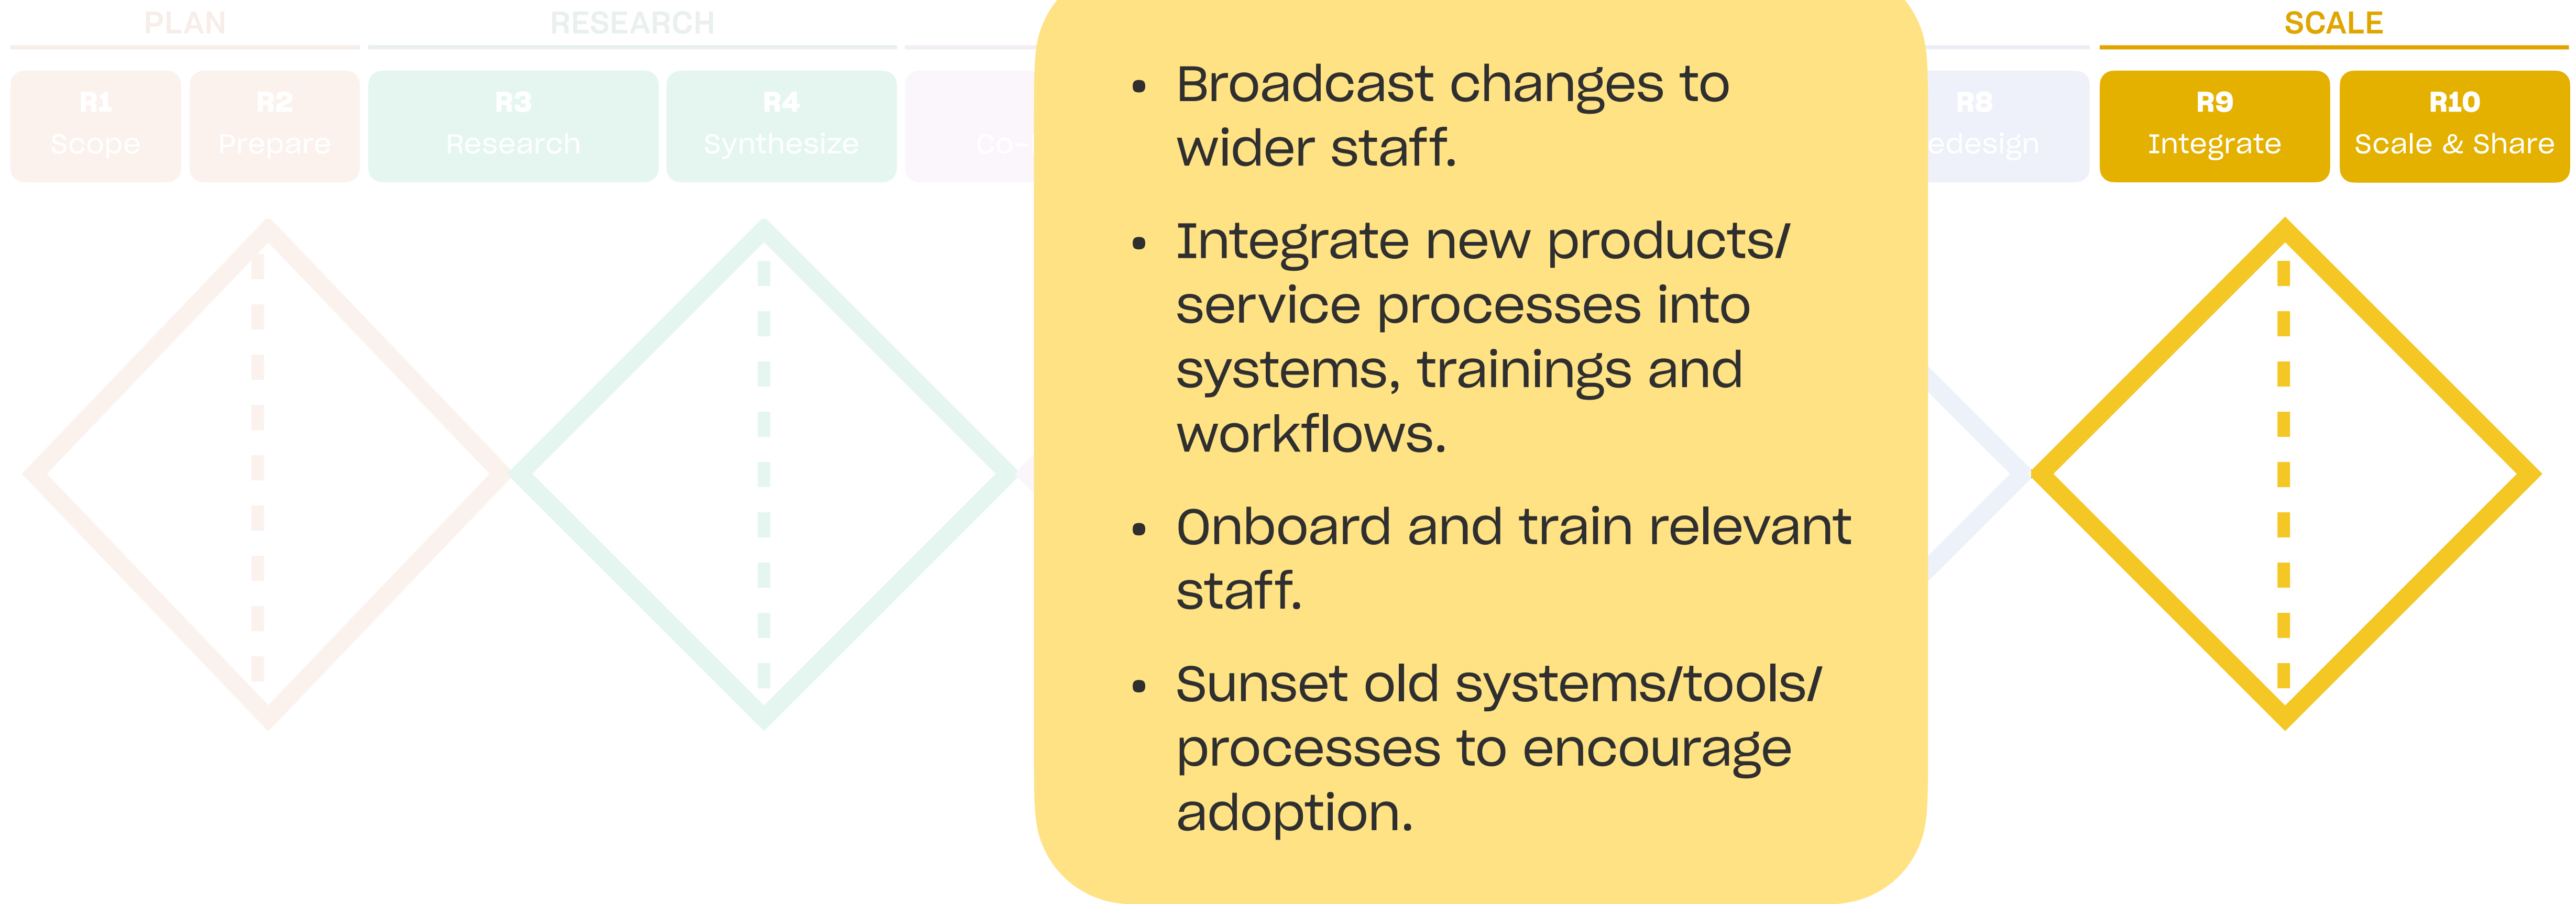 PLAN
RESEARCH
SCALE
R1
Scope
R2
Prepare
R3
Research
R4
Synthesize
Co-
R8
edesign
R9
Integrate
R10
Scale & Share
• Broadcast changes to
wider staff.
• Integrate new products/
service processes into
systems, trainings and
workflows.
• Onboard and train relevant
staff.
• Sunset old systems/tools/
processes to encourage
adoption.